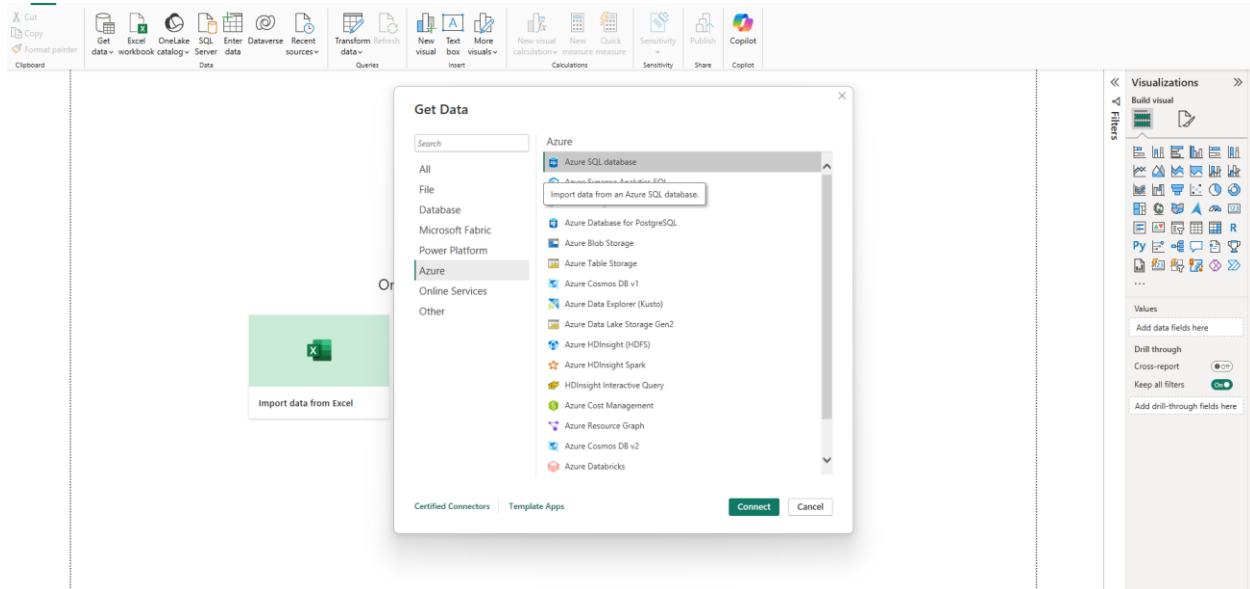 Cut
Copy
Format painter
Clipboard
Get data
Excel workbook
OneLake catalog
SQL Server
Enter data
Dataverse
Recent sources
Data
Transform data
Refresh
Queries
New visual
Text box
More visuals
Insert
New visual calculation
New measure
Quick measure
Calculations
Sensitivity
Sensitivity
Publish
Share
Copilot
Copilot
Or
Import data from Excel
Get Data
Search
All
File
Database
Microsoft Fabric
Power Platform
Azure
Online Services
Other
Azure
Azure SQL database
Azure Synapse Analytics SQL
Import data from an Azure SQL database.
Azure Database for PostgreSQL
Azure Blob Storage
Azure Table Storage
Azure Cosmos DB v1
Azure Data Explorer (Kusto)
Azure Data Lake Storage Gen2
Azure HDInsight (HDFS)
Azure HDInsight Spark
HDInsight Interactive Query
Azure Cost Management
Azure Resource Graph
Azure Cosmos DB v2
Azure Databricks
Certified Connectors
Template Apps
Connect
Cancel
Filters
Visualizations
Build visual
123
R
Py
...
Values
Add data fields here
Drill through
Cross-report
Off
Keep all filters
On
Add drill-through fields here